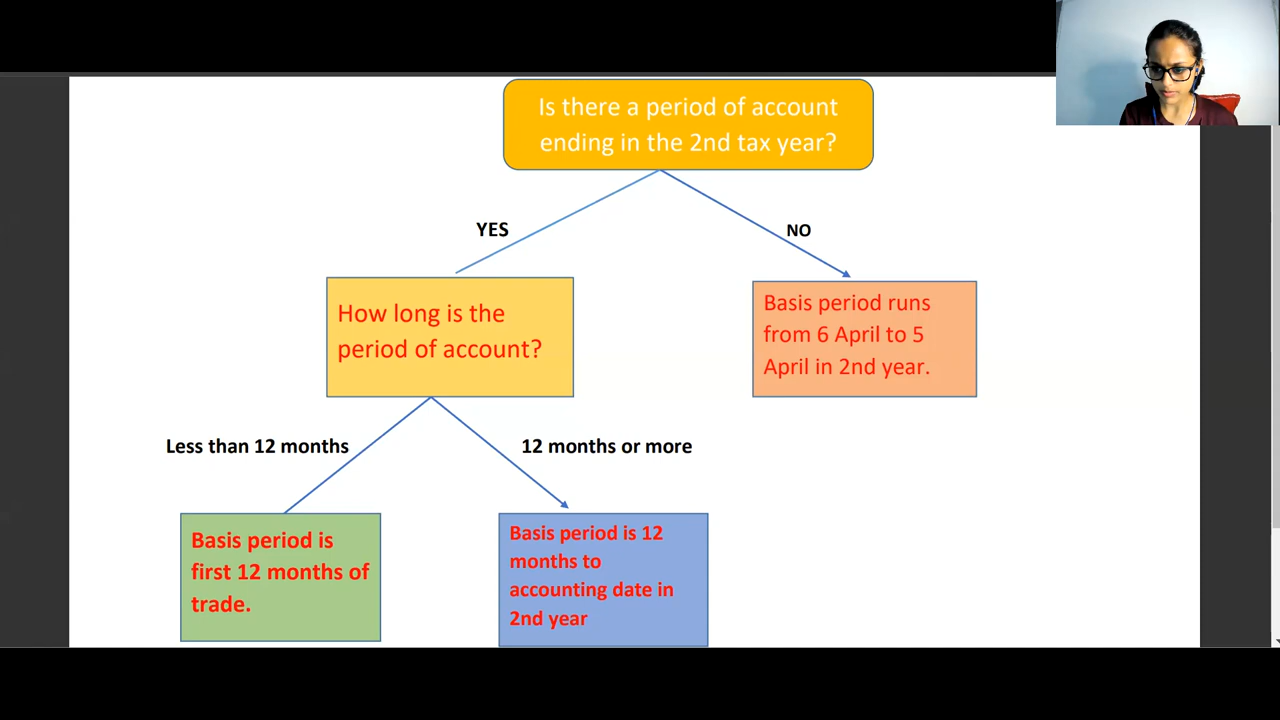 Is there a period of account
ending in the 2nd tax year?
YES
NO
How long is the
period of account?
Basis period runs
from 6 April to 5
April in 2nd year.
Less than 12 months
12 months or more
Basis period is
first 12 months of
trade.
Basis period is 12
months to
accounting date in
2nd year